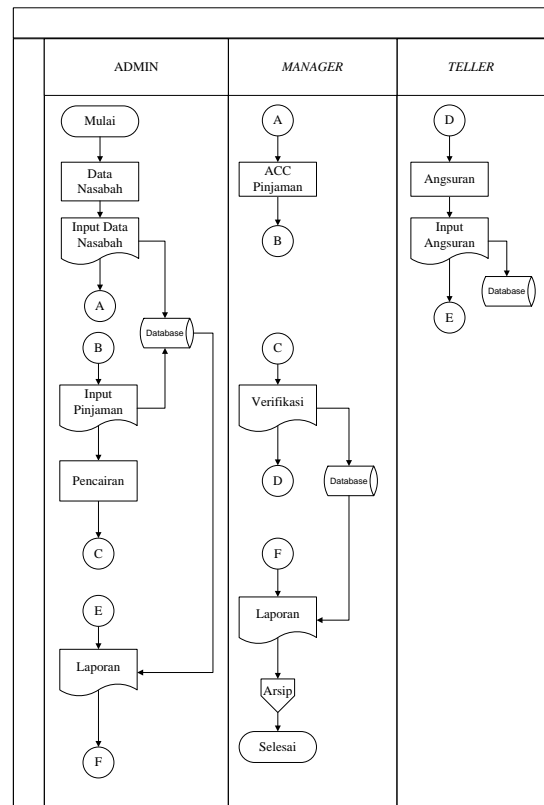 ADMIN
MANAGER
TELLER
Mulai
Data
Nasabah
Input Data
Nasabah
A
B
Database
Input
Pinjaman
Pencairan
C
E
Laporan
F
A
ACC
Pinjaman
B
C
Verifikasi
D
Database
F
Laporan
Arsip
Selesai
D
Angsuran
Input
Angsuran
Database
E